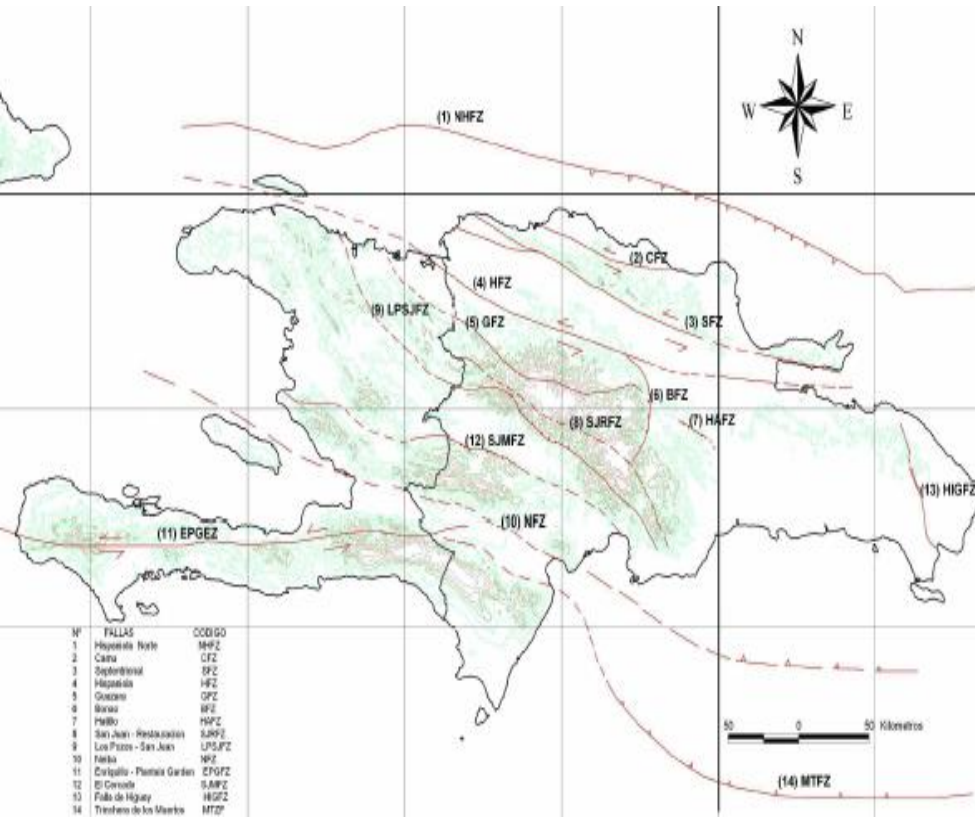 N
W E
S
(1) NHFZ
(2) CFZ
(4) HFZ
(9) LPSJFZ
(5) GFZ
(3) SFZ
(6) BFZ
(8) SJRFZ
(7) HAFZ
(12) SJMFZ
(13) HIGFZ
(10) NFZ
(11) EPGEZ
N° FALLAS CODIGO
1 Hispaniola Norte NHFZ
2 Camu CFZ
3 Septentrional SFZ
4 Hispaniola HFZ
5 Guacara GFZ
6 Bonao BFZ
7 Hatillo HAFZ
8 San Juan - Restauracion SJRFZ
9 Los Pozos - San Juan LPSJFZ
10 Neiba NFZ
11 Enriquillo - Plantain Garden EPGFZ
12 El Cercado SJMFZ
13 Falla de Higuey HIGFZ
14 Trinchera de los Muertos MTZF
50 0 50 Kilometros
(14) MTFZ